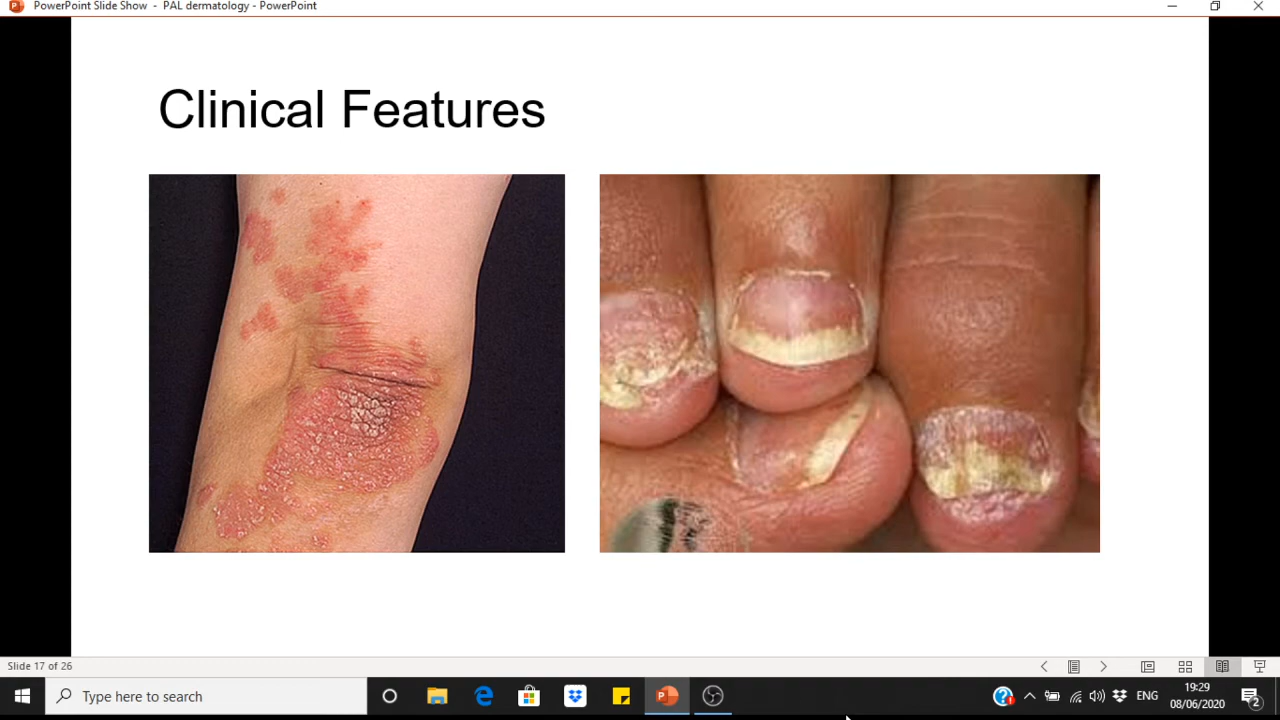 PowerPoint Slide Show - PAL dermatology - PowerPoint
Clinical Features
Slide 17 of 26
Type here to search
ENG
19:29
08/06/2020
2